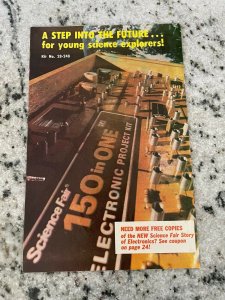 A STEP INTO THE FUTURE...
for young science explorers!
Kit No. 28-248
Science Fair®
150 in ONE
ELECTRONIC PROJECT KIT
NEED MORE FREE COPIES
of the NEW Science Fair Story
of Electronics? See coupon
on page 24!